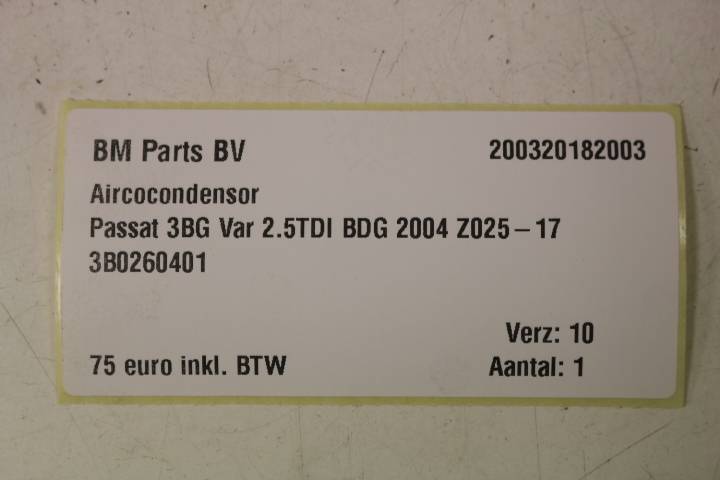 BM Parts BV 200320182003
Aircocondensor
Passat 3BG Var 2.5TDI BDG 2004 Z025-17
3B0260401
Verz: 10
75 euro inkl. BTW Aantal: 1